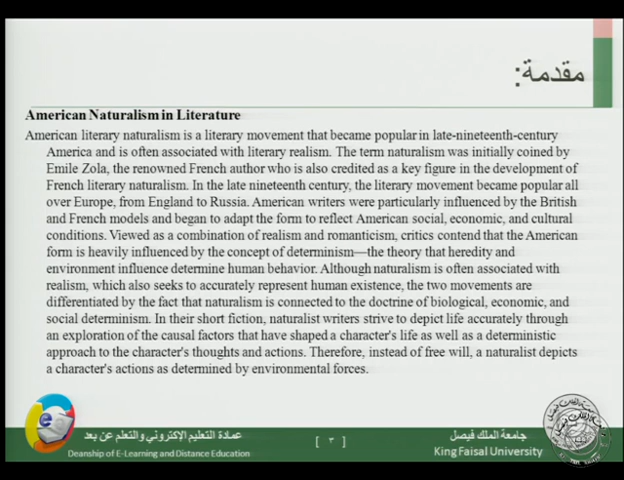 مقدمة:
American Naturalism in Literature
American literary naturalism is a literary movement that became popular in late-nineteenth-century
America and is often associated with literary realism. The term naturalism was initially coined by
Emile Zola, the renowned French author who is also credited as a key figure in the development of
French literary naturalism. In the late nineteenth century, the literary movement became popular all
over Europe, from England to Russia. American writers were particularly influenced by the British
and French models and began to adapt the form to reflect American social, economic, and cultural
conditions. Viewed as a combination of realism and romanticism, critics contend that the American
form is heavily influenced by the concept of determinism—the theory that heredity and
environment influence determine human behavior. Although naturalism is often associated with
realism, which also seeks to accurately represent human existence, the two movements are
differentiated by the fact that naturalism is connected to the doctrine of biological, economic, and
social determinism. In their short fiction, naturalist writers strive to depict life accurately through
an exploration of the causal factors that have shaped a character's life as well as a deterministic
approach to the character's thoughts and actions. Therefore, instead of free will, a naturalist depicts
a character's actions as determined by environmental forces.
عمادة التعليم الإلكتروني والتعلم عن بعد
Deanship of E-Learning and Distance Education
[ ٣ ]
جامعة الملك فيصل
King Faisal University